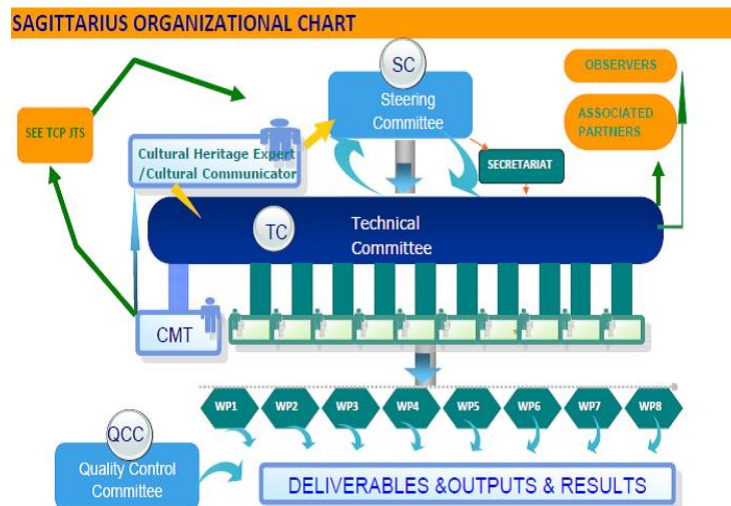 SAGITTARIUS ORGANIZATIONAL CHART
SC
Steering
Committee
OBSERVERS
ASSOCIATED
PARTNERS
SEE TCP JTS
Cultural Heritage Expert
/Cultural Communicator
SECRETARIAT
TC
Technical
Committee
CMT
WP1
WP2
WP3
WP4
WP5
WP6
WP7
WP8
QCC
Quality Control
Committee
DELIVERABLES &OUTPUTS & RESULTS